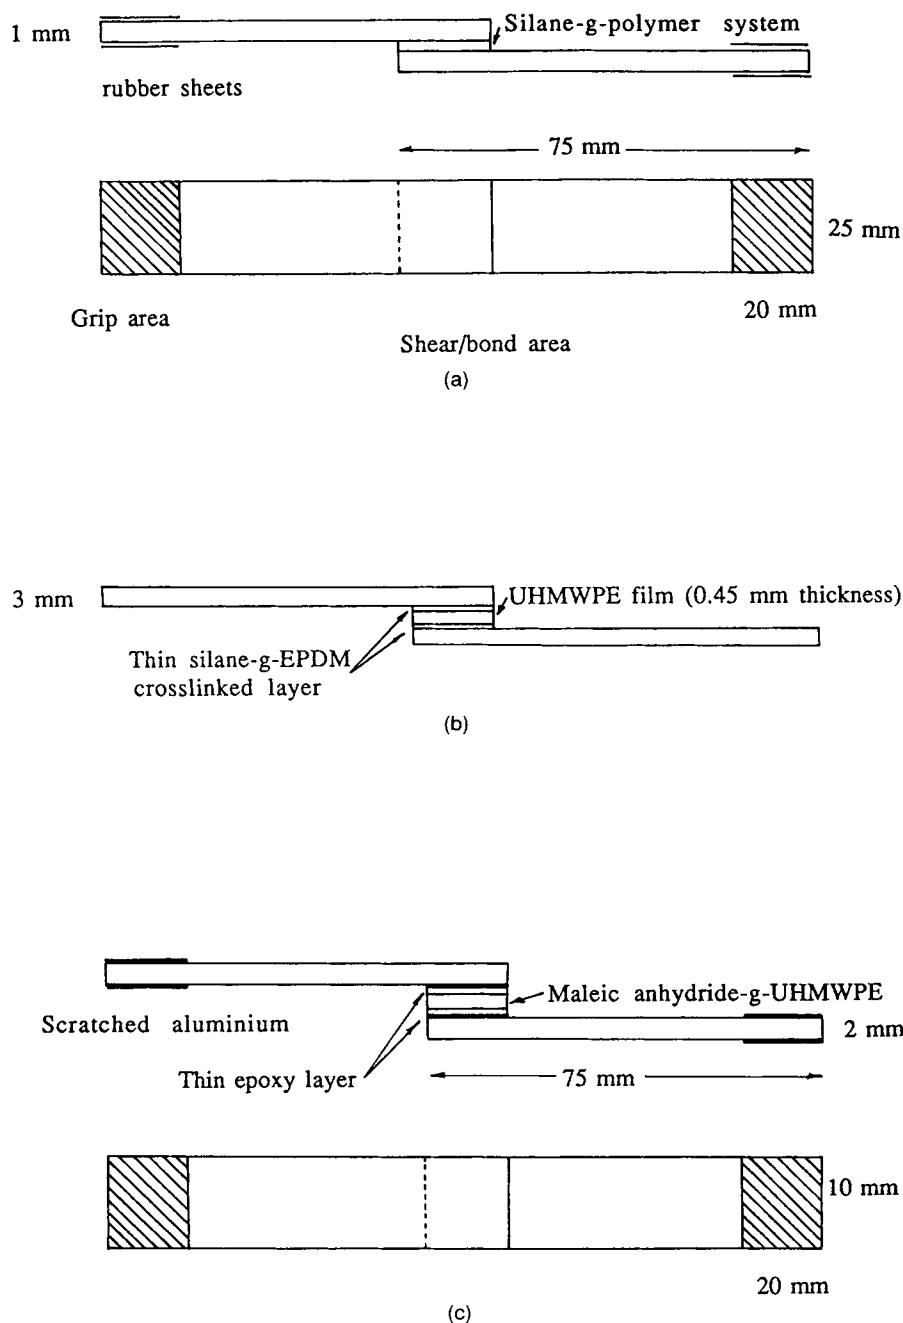 1 mm
Silane-g-polymer system
rubber sheets
75 mm
25 mm
Grip area
20 mm
Shear/bond area
(a)
3 mm
UHMWPE film (0.45 mm thickness)
Thin silane-g-EPDM
crosslinked layer
(b)
Maleic anhydride-g-UHMWPE
Scratched aluminium
2 mm
Thin epoxy layer
75 mm
10 mm
20 mm
(c)